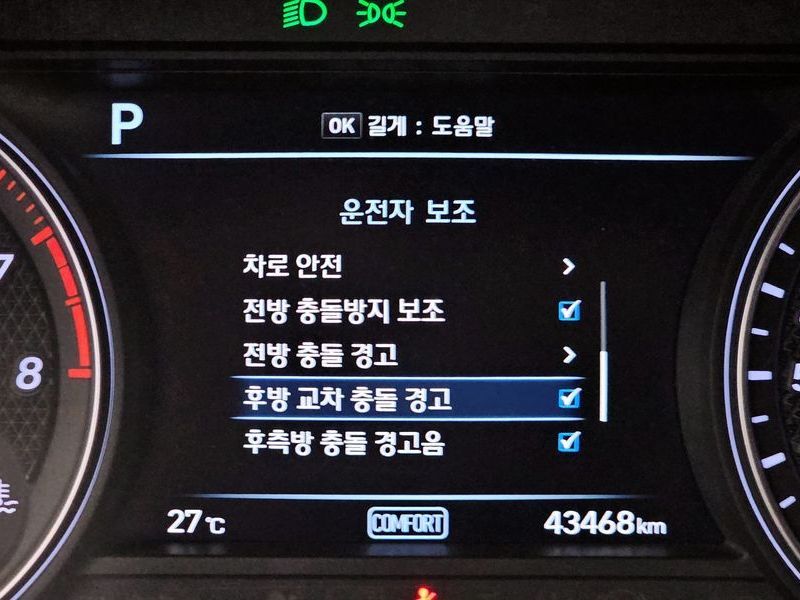 P
OK 길게 : 도움말
운전자 보조
차로 안전
전방 충돌방지 보조
전방 충돌 경고
후방 교차 충돌 경고
후측방 충돌 경고음
7
8
27℃
COMFORT
43468km